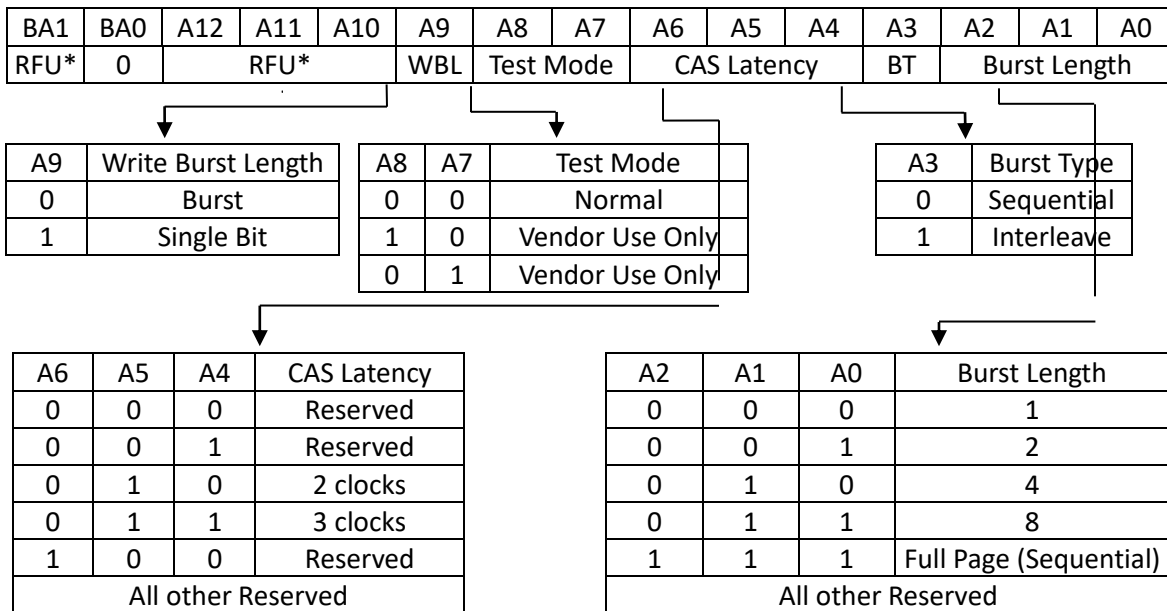 BA1 BA0 A12 A11 A10 A9 A8 A7 A6 A5 A4 A3 A2 A1 A0
RFU* 0 RFU* WBL Test Mode CAS Latency BT Burst Length
A9 Write Burst Length
0 Burst
1 Single Bit
A8 A7 Test Mode
0 0 Normal
1 0 Vendor Use Only
0 1 Vendor Use Only
A3 Burst Type
0 Sequential
1 Interleave
A6 A5 A4 CAS Latency
0 0 0 Reserved
0 0 1 Reserved
0 1 0 2 clocks
0 1 1 3 clocks
1 0 0 Reserved
All other Reserved
A2 A1 A0 Burst Length
0 0 0 1
0 0 1 2
0 1 0 4
0 1 1 8
1 1 1 Full Page (Sequential)
All other Reserved